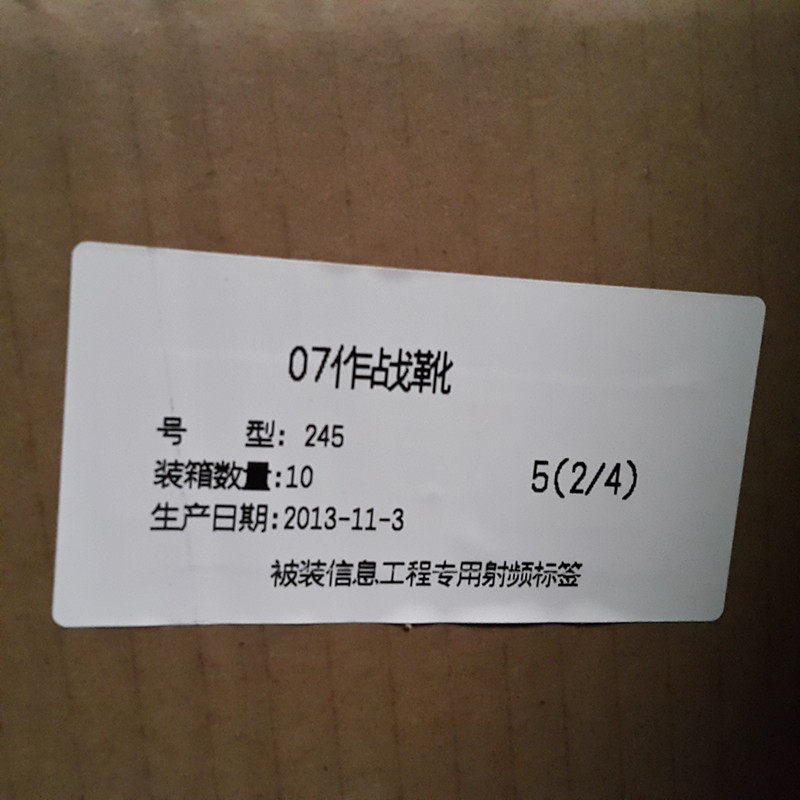 07作战靴
号 型: 245
装箱数量:10
5(2/4)
生产日期:2013-11-3
被装信息工程专用射频标签